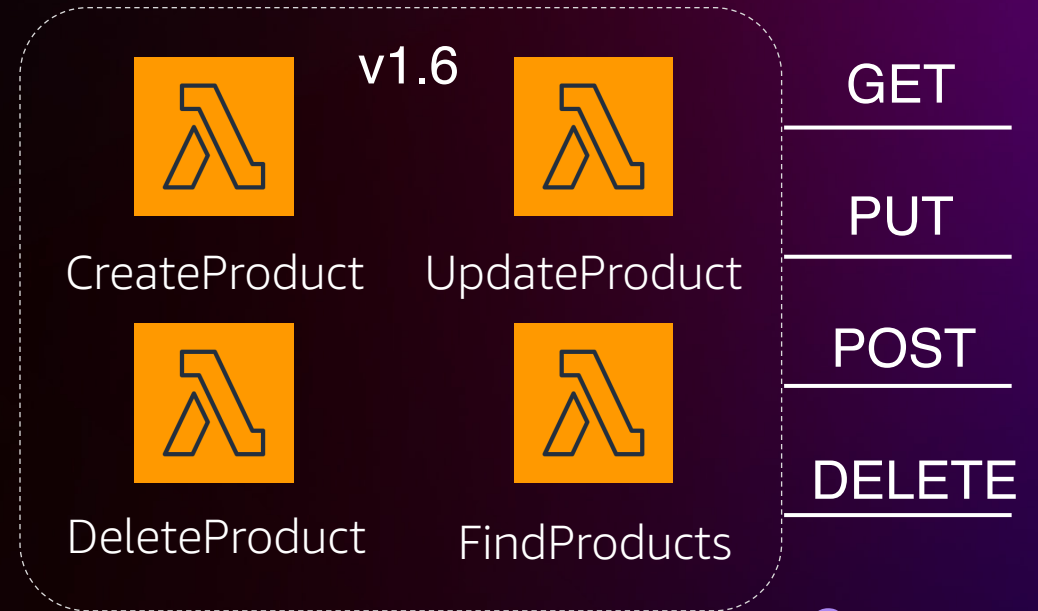 v1.6
CreateProduct
UpdateProduct
DeleteProduct
FindProducts
GET
PUT
POST
DELETE